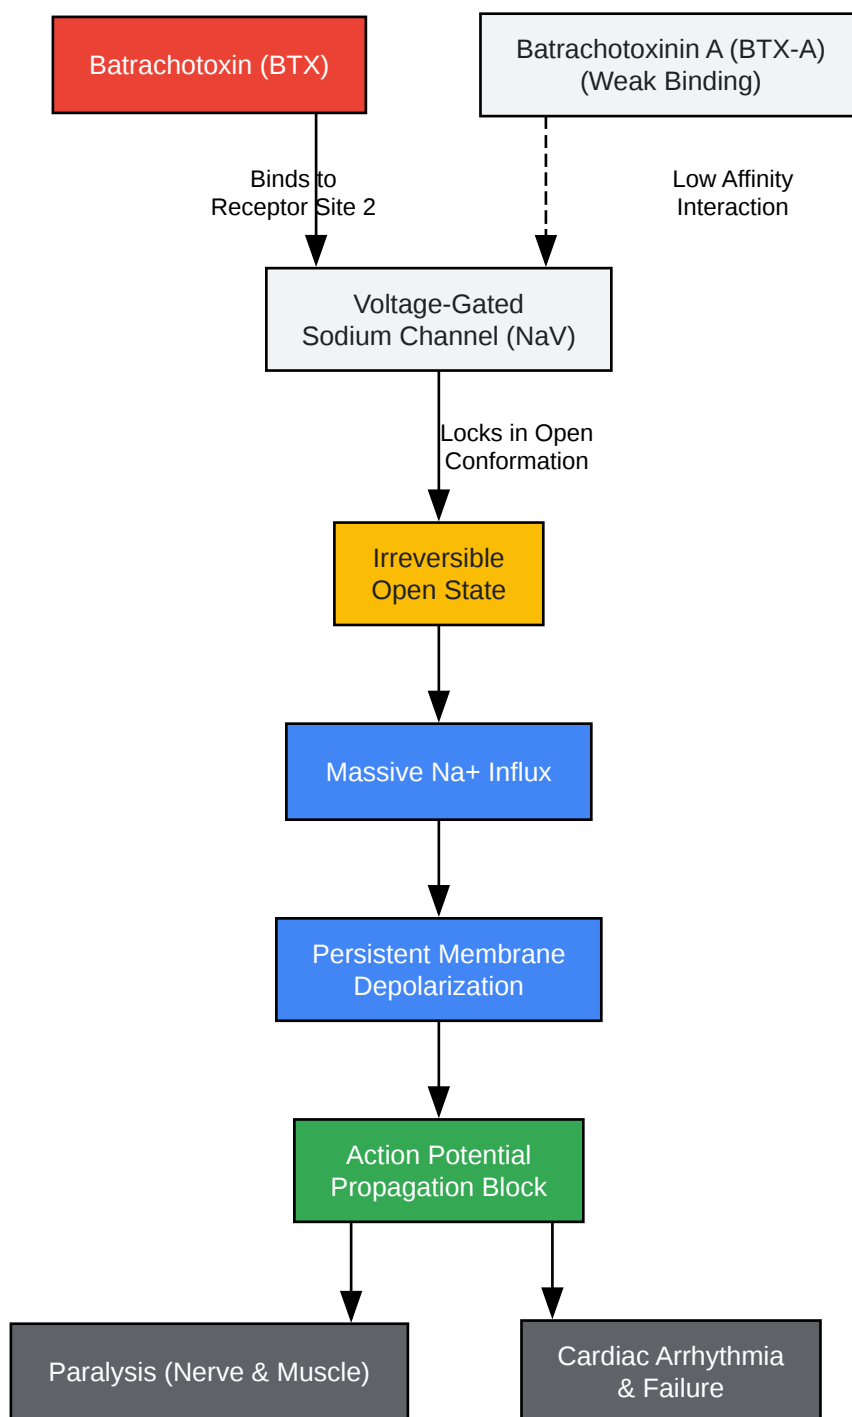 Batrachotoxin (BTX)
Batrachotoxinin A (BTX-A)
(Weak Binding)
Binds to
Receptor Site 2
Low Affinity
Interaction
Voltage-Gated
Sodium Channel (NaV)
Locks in Open
Conformation
Irreversible
Open State
Massive Na+ Influx
Persistent Membrane
Depolarization
Action Potential
Propagation Block
Paralysis (Nerve & Muscle)
Cardiac Arrhythmia
& Failure